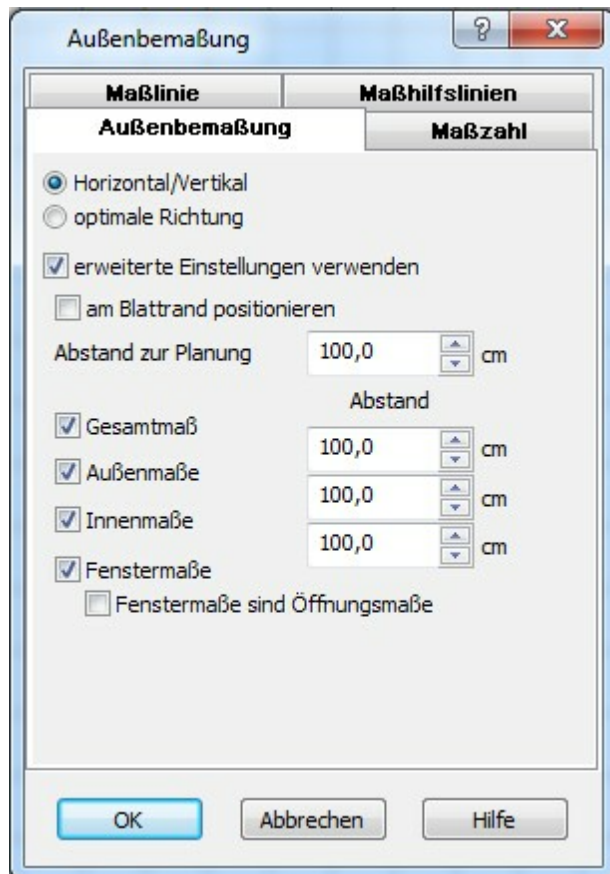 Außenbemaßung
Maßlinie
Maßhilfslinien
Außenbemaßung
Maßzahl
Horizontal/Vertikal
optimale Richtung
erweiterte Einstellungen verwenden
am Blattrand positionieren
Abstand zur Planung 100,0 cm
Abstand
Gesamtmaß
100,0 cm
Außenmaße
100,0 cm
Innenmaße
100,0 cm
Fenstermaße
Fenstermaße sind Öffnungsmaße
OK
Abbrechen
Hilfe